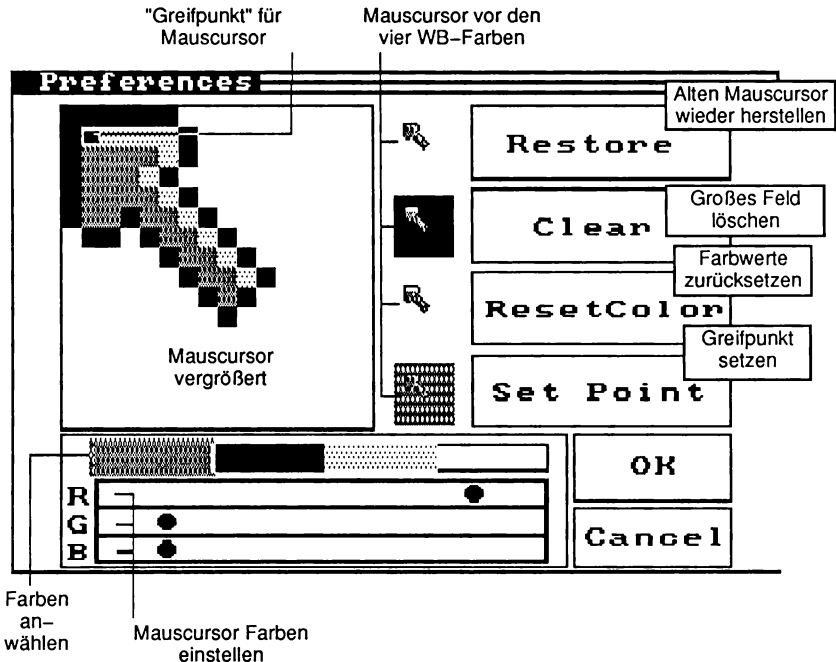 "Greifpunkt" für
Mauscursor
Mauscursor vor den
vier WB-Farben
Preferences
Alten Mauscursor
wieder herstellen
Restore
Großes Feld
löschen
Clear
Farbwerte
zurücksetzen
ResetColor
Greifpunkt
setzen
Mauscursor
vergrößert
Set Point
OK
R
G
B
Cancel
Farben
an-
wählen
Mauscursor Farben
einstellen